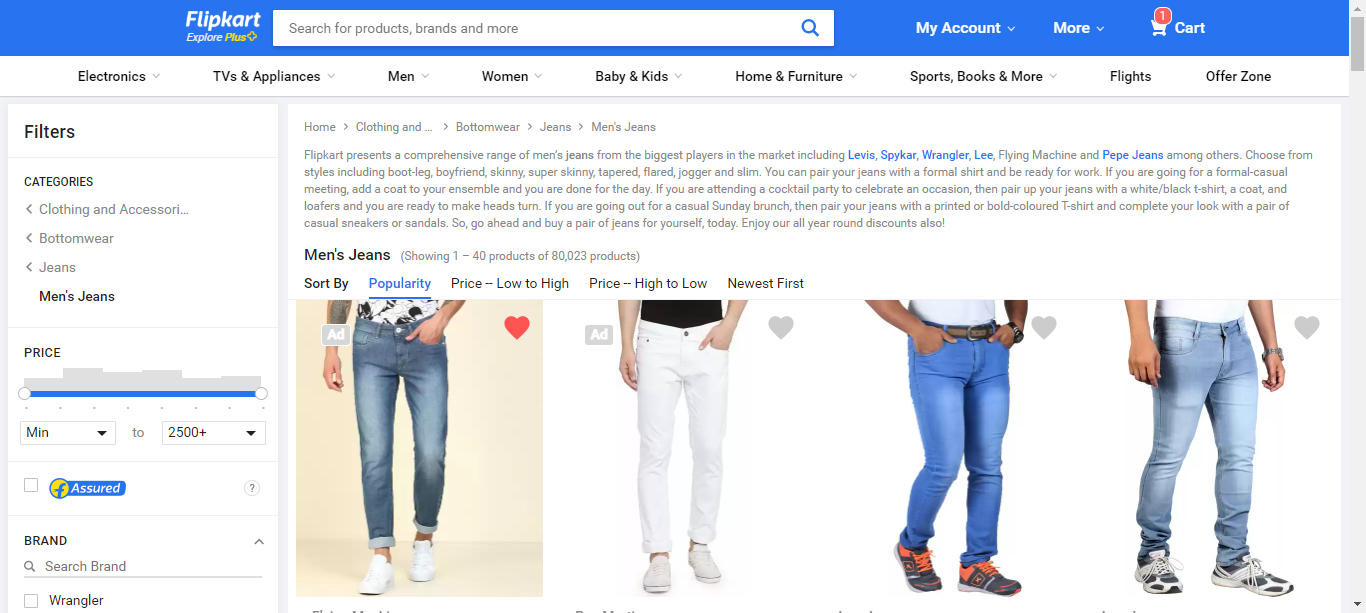 Flipkart
Explore Plus
Search for products, brands and more
My Account
More
1
Cart
Electronics
TVs & Appliances
Men
Women
Baby & Kids
Home & Furniture
Sports, Books & More
Flights
Offer Zone
Filters
CATEGORIES
Clothing and Accessori...
Bottomwear
Jeans
Men's Jeans
PRICE
Min
to
2500+
Assured
?
BRAND
Search Brand
Wrangler
Home > Clothing and ... > Bottomwear > Jeans > Men's Jeans
Flipkart presents a comprehensive range of men's jeans from the biggest players in the market including Levis, Spykar, Wrangler, Lee, Flying Machine and Pepe Jeans among others. Choose from
styles including boot-leg, boyfriend, skinny, super skinny, tapered, flared, jogger and slim. You can pair your jeans with a formal shirt and be ready for work. If you are going for a formal-casual
meeting, add a coat to your ensemble and you are done for the day. If you are attending a cocktail party to celebrate an occasion, then pair up your jeans with a white/black t-shirt, a coat, and
loafers and you are ready to make heads turn. If you are going out for a casual Sunday brunch, then pair your jeans with a printed or bold-coloured T-shirt and complete your look with a pair of
casual sneakers or sandals. So, go ahead and buy a pair of jeans for yourself, today. Enjoy our all year round discounts also!
Men's Jeans (Showing 1 – 40 products of 80,023 products)
Sort By
Popularity
Price -- Low to High
Price -- High to Low
Newest First
Ad
Ad